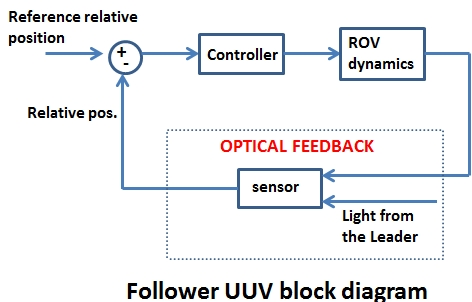 Reference relative
position
+
-
Controller
ROV
dynamics
Relative pos.
OPTICAL FEEDBACK
sensor
Light from
the Leader
Follower UUV block diagram